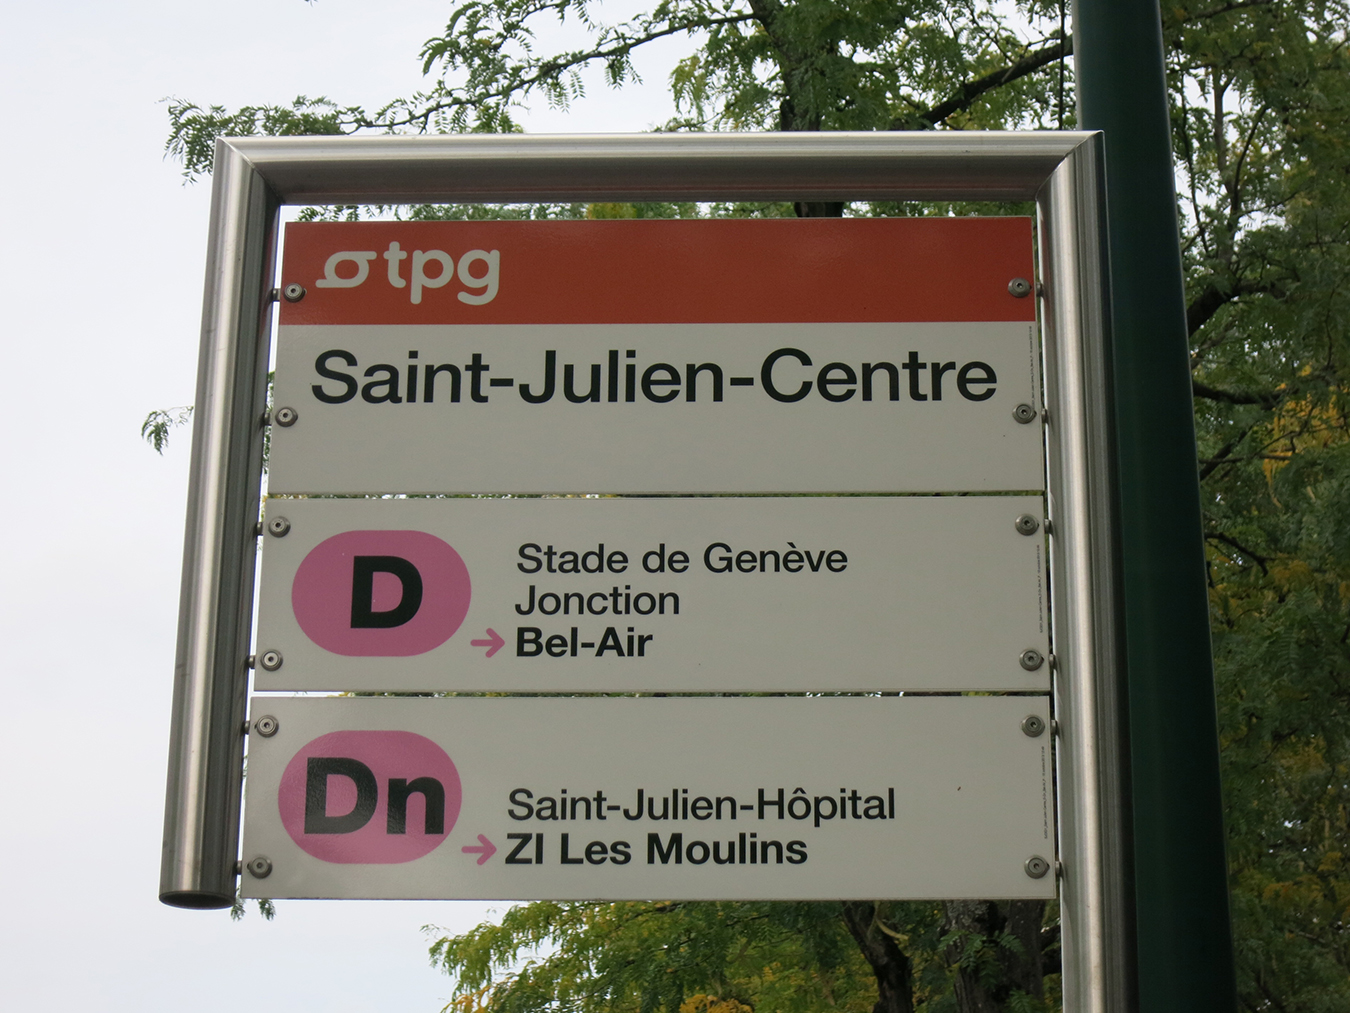 tpg
Saint-Julien-Centre
D
Stade de Genève
Jonction
→ Bel-Air
Dn
Saint-Julien-Hôpital
→ ZI Les Moulins